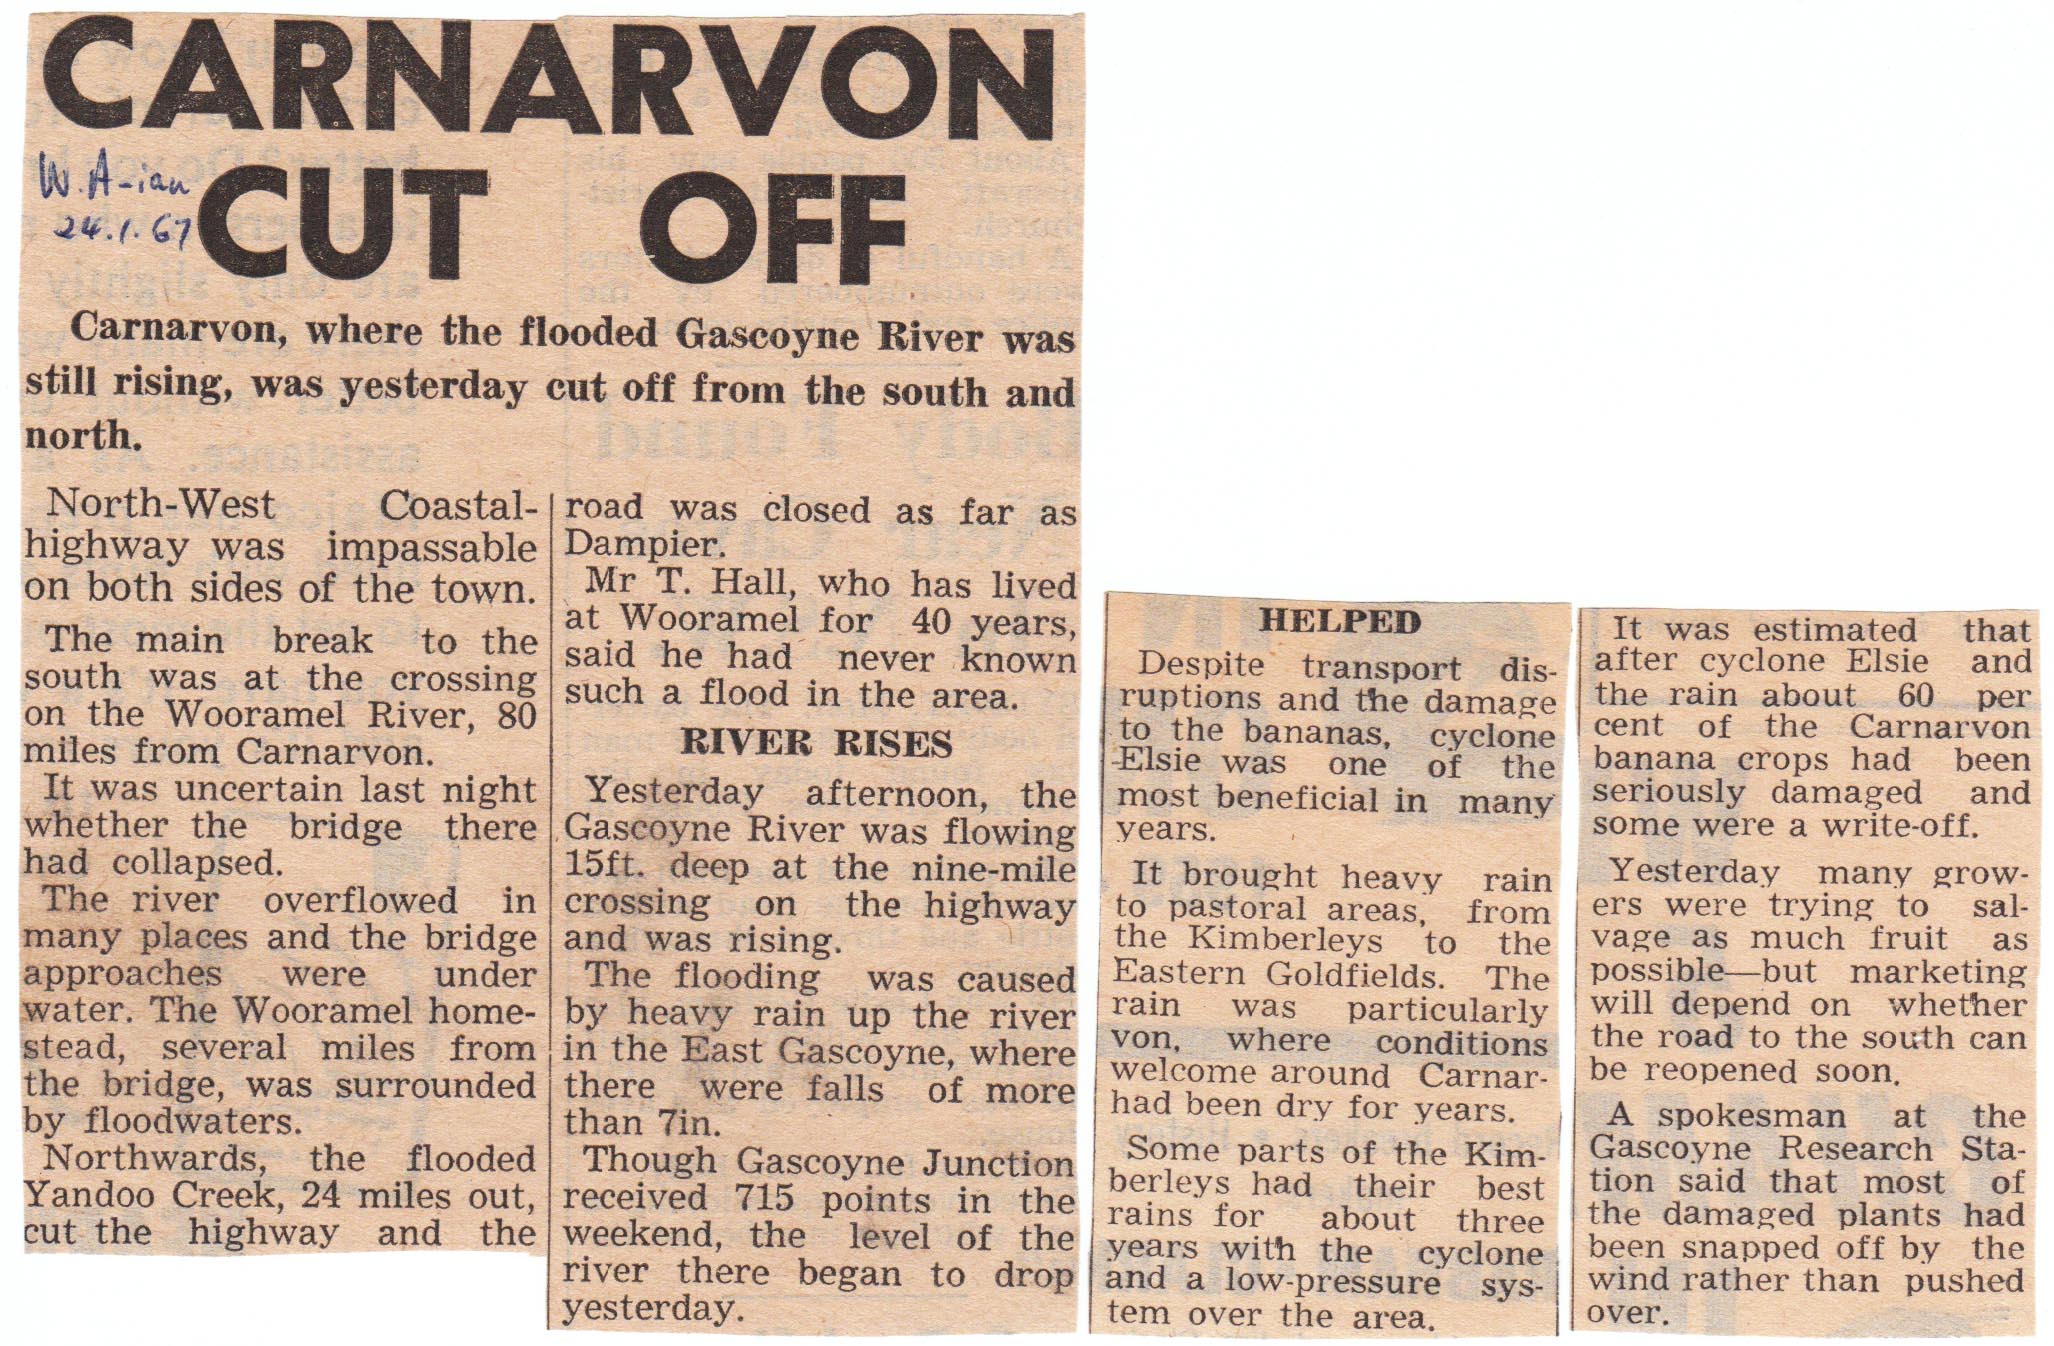 CARNARVON
W. A-ian
24.1.67
CUT OFF
Carnarvon, where the flooded Gascoyne River was
still rising, was yesterday cut off from the south and
north.
North-West Coastal-
highway was impassable
on both sides of the town.
The main break to the
south was at the crossing
on the Wooramel River, 80
miles from Carnarvon.
It was uncertain last night
whether the bridge there
had collapsed.
The river overflowed in
many places and the bridge
approaches were under
water. The Wooramel home-
stead, several miles from
the bridge, was surrounded
by floodwaters.
Northwards, the flooded
Yandoo Creek, 24 miles out,
cut the highway and the
road was closed as far as
Dampier.
Mr T. Hall, who has lived
at Wooramel for 40 years,
said he had never known
such a flood in the area.
RIVER RISES
Yesterday afternoon, the
Gascoyne River was flowing
15ft. deep at the nine-mile
crossing on the highway
and was rising.
The flooding was caused
by heavy rain up the river
in the East Gascoyne, where
there were falls of more
than 7in.
Though Gascoyne Junction
received 715 points in the
weekend, the level of the
river there began to drop
yesterday.
HELPED
Despite transport dis-
ruptions and the damage
to the bananas, cyclone
Elsie was one of the
most beneficial in many
years.
It brought heavy rain
to pastoral areas, from
the Kimberleys to the
Eastern Goldfields. The
rain was particularly
von, where conditions
welcome around Carnar-
had been dry for years.
Some parts of the Kim-
berleys had their best
rains for about three
years with the cyclone
and a low-pressure sys-
tem over the area.
It was estimated that
after cyclone Elsie and
the rain about 60 per
cent of the Carnarvon
banana crops had been
seriously damaged and
some were a write-off.
Yesterday many grow-
ers were trying to sal-
vage as much fruit as
possible—but marketing
will depend on whether
the road to the south can
be reopened soon.
A spokesman at the
Gascoyne Research Sta-
tion said that most of
the damaged plants had
been snapped off by the
wind rather than pushed
over.